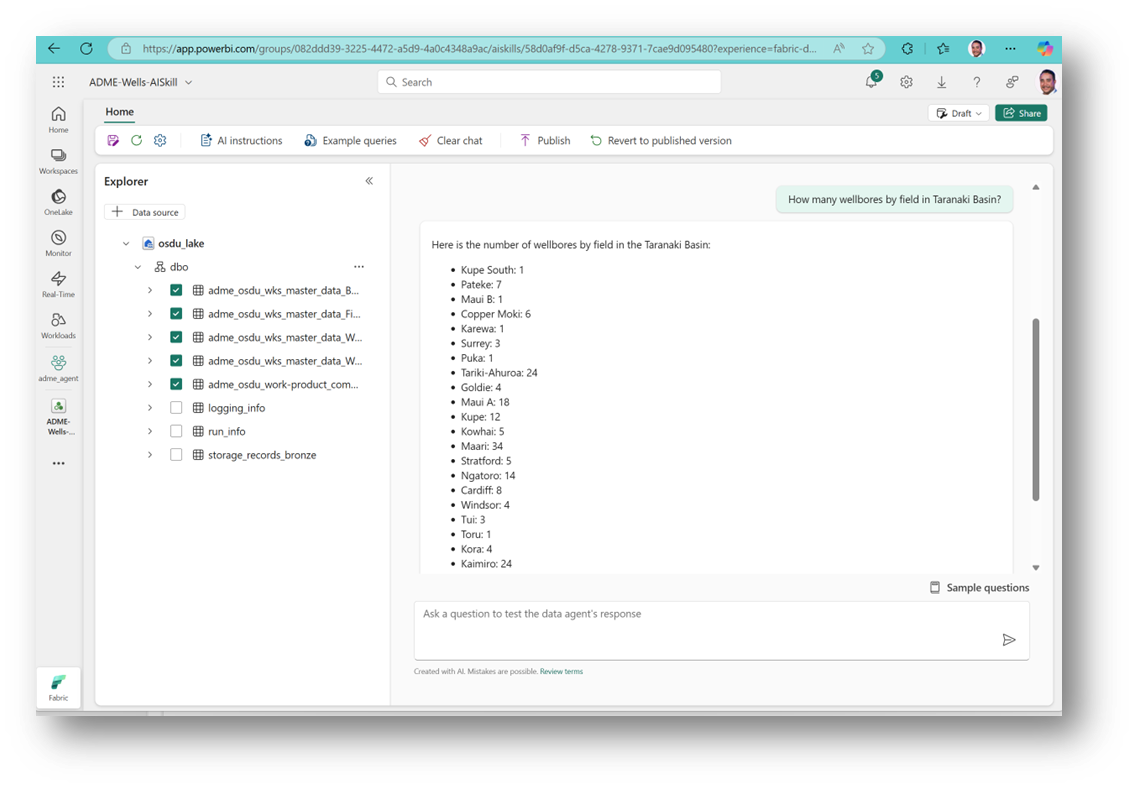 https://app.powerbi.com/groups/082ddd39-3225-4472-a5d9-4a0c4348a9ac/aiskills/58d0af9f-d5ca-4278-9371-7cae9d095480?experience=fabric-d...
ADME-Wells-AISkill
Search
5
Home
Draft
Share
AI instructions
Example queries
Clear chat
Publish
Revert to published version
Home
Workspaces
OneLake
Monitor
Real-Time
Workloads
adme_agent
ADME-
Wells-...
Fabric
Explorer
Data source
osdu_lake
dbo
adme_osdu_wks_master_data_B...
adme_osdu_wks_master_data_Fi...
adme_osdu_wks_master_data_W...
adme_osdu_wks_master_data_W...
adme_osdu_work-product_com...
logging_info
run_info
storage_records_bronze
How many wellbores by field in Taranaki Basin?
Here is the number of wellbores by field in the Taranaki Basin:
• Kupe South: 1
• Pateke: 7
• Maui B: 1
• Copper Moki: 6
• Karewa: 1
• Surrey: 3
• Puka: 1
• Tariki-Ahuroa: 24
• Goldie: 4
• Maui A: 18
• Kupe: 12
• Kowhai: 5
• Maari: 34
• Stratford: 5
• Ngatoro: 14
• Cardiff: 8
• Windsor: 4
• Tui: 3
• Toru: 1
• Kora: 4
• Kaimiro: 24
Sample questions
Ask a question to test the data agent's response
Created with AI. Mistakes are possible. Review terms